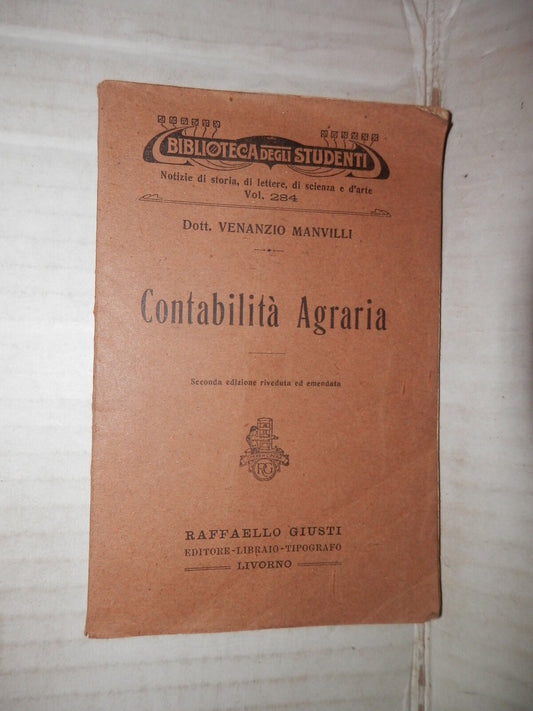 BIBLIOTECA DEGLI STUDENTI
Notizie di storia, di lettere, di scienza e d'arte
Vol. 284
Dott. VENANZIO MANVILLI
Contabilità Agraria
Seconda edizione riveduta ed emendata
RG
RAFFAELLO GIUSTI
EDITORE-LIBRAIO-TIPOGRAFO
LIVORNO